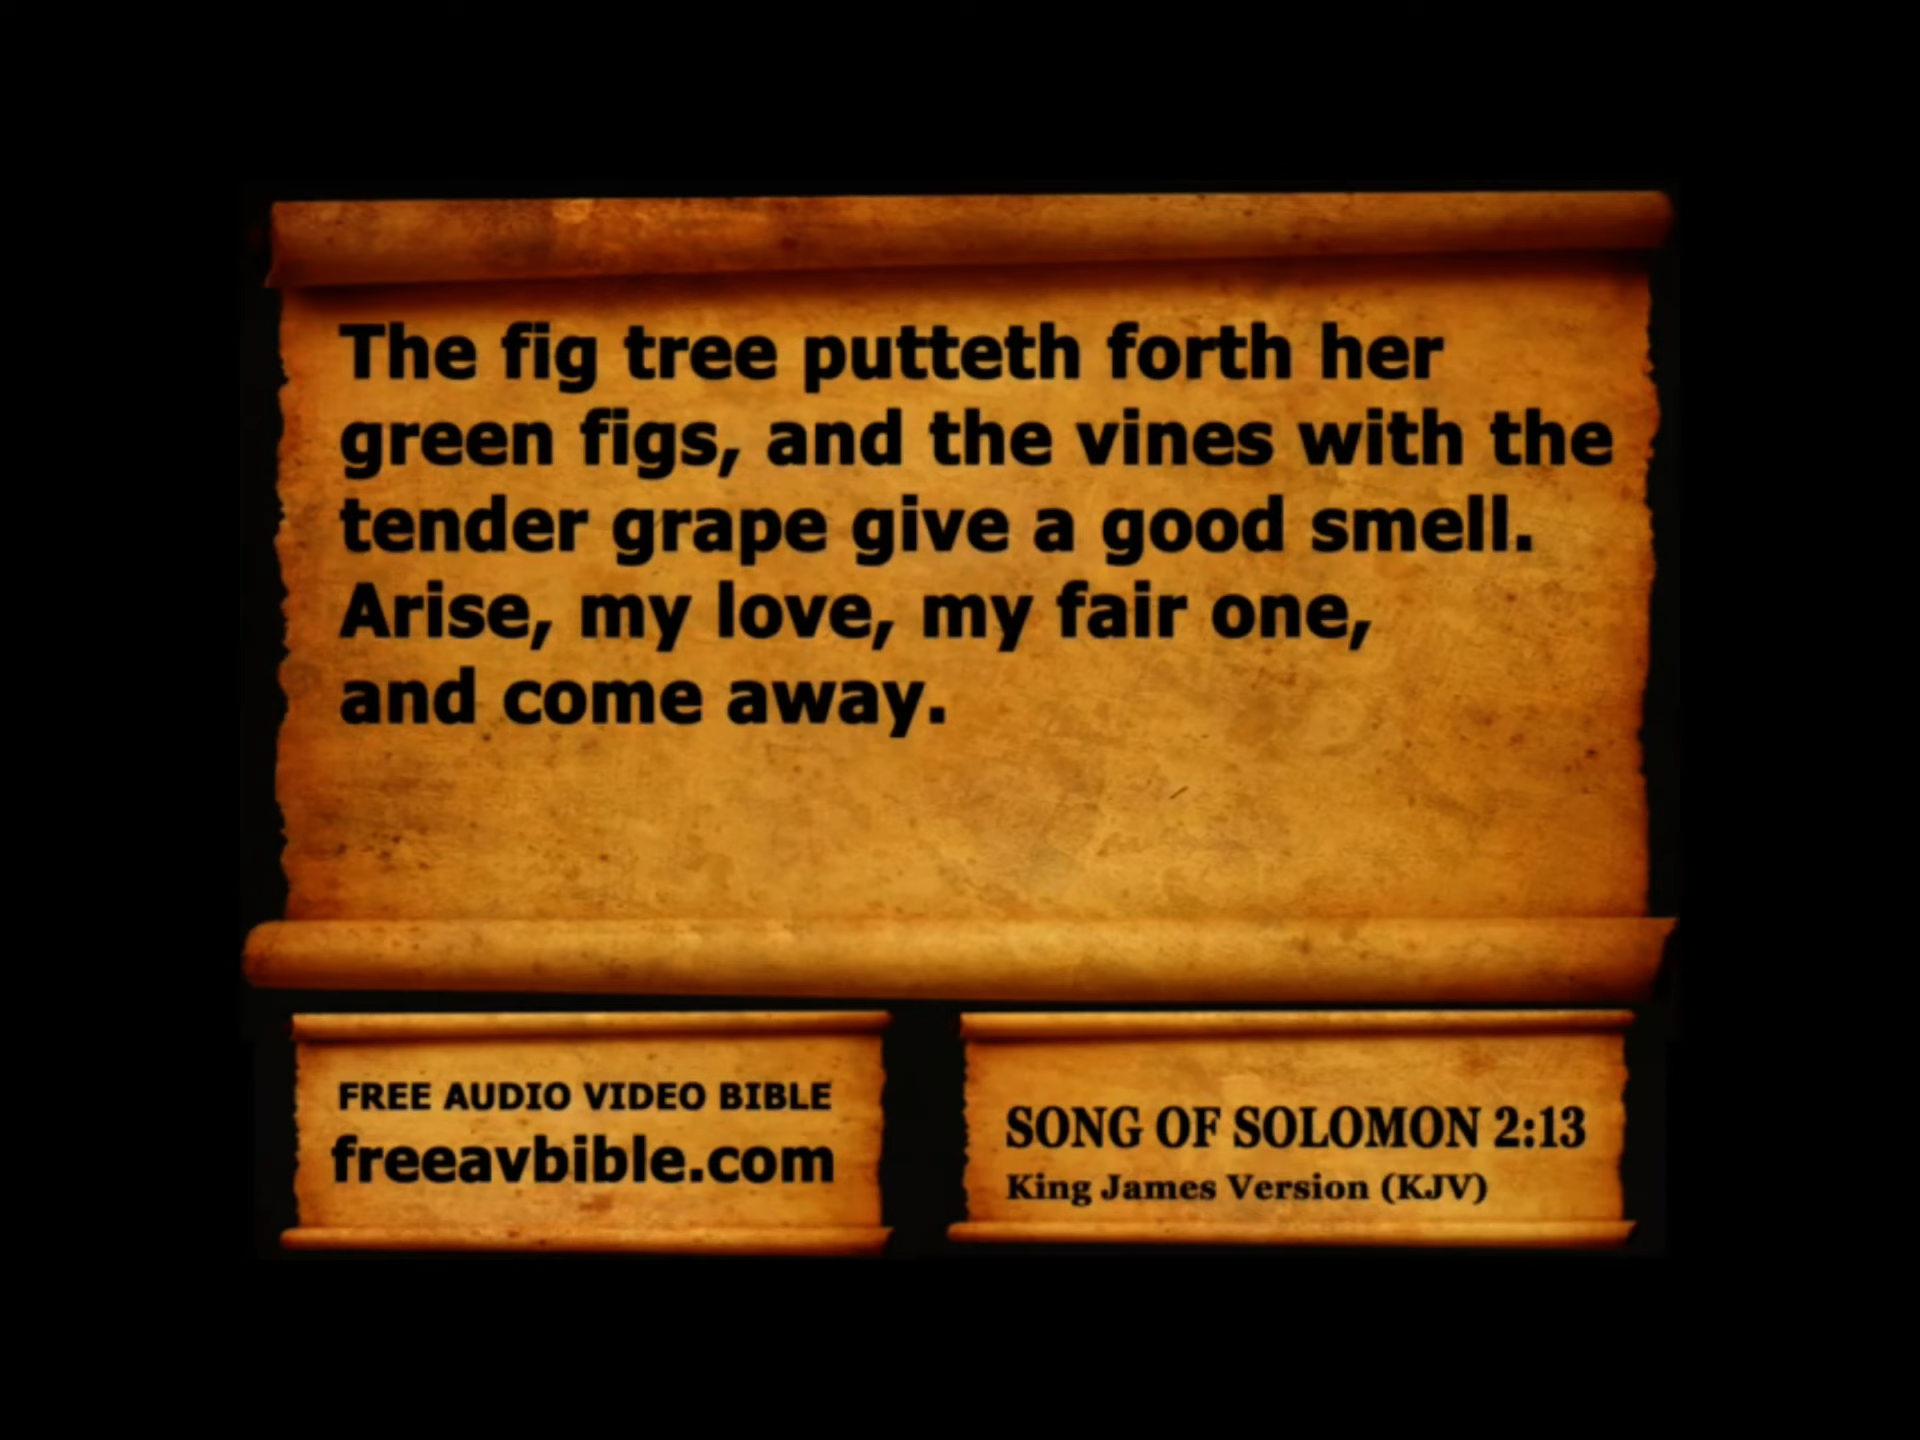 The fig tree putteth forth her
green figs, and the vines with the
tender grape give a good smell.
Arise, my love, my fair one,
and come away.
FREE AUDIO VIDEO BIBLE
freeavbible.com
SONG OF SOLOMON 2:13
King James Version (KJV)